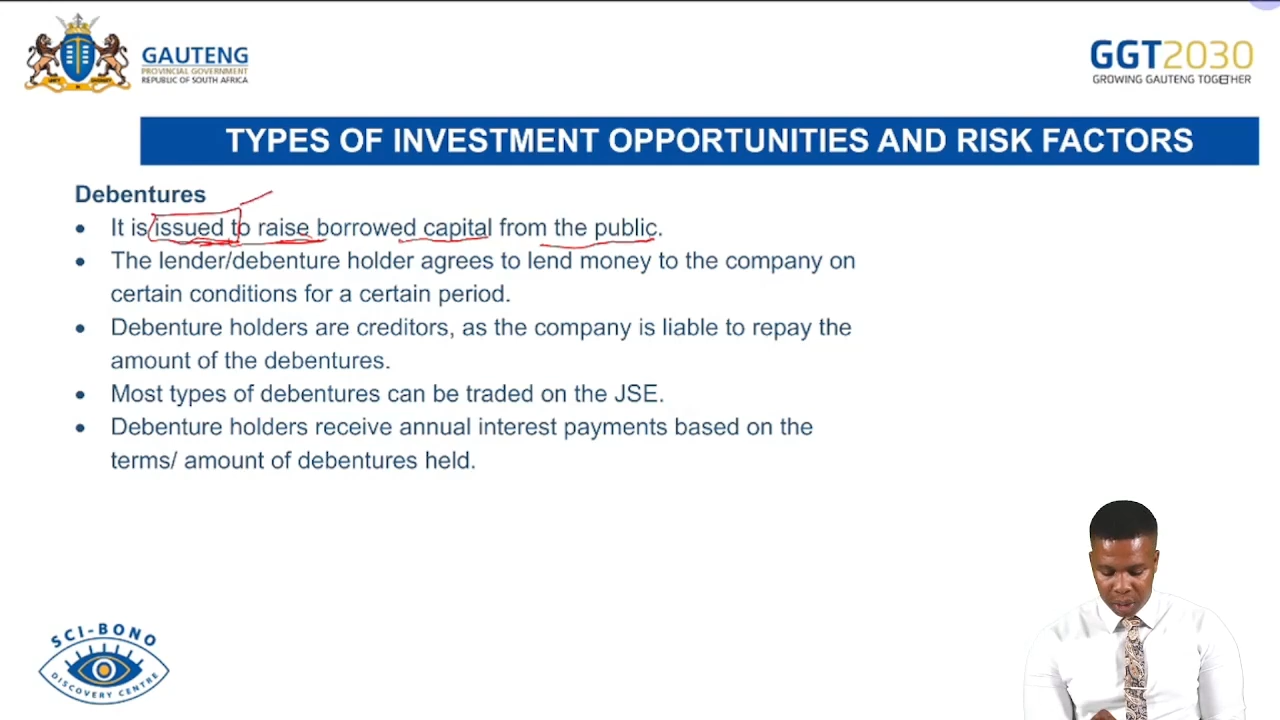 GAUTENG
PROVINCIAL GOVERNMENT
REPUBLIC OF SOUTH AFRICA
GGT2030
GROWING GAUTENG TOGETHER
TYPES OF INVESTMENT OPPORTUNITIES AND RISK FACTORS
Debentures
• It is issued to raise borrowed capital from the public.
• The lender/debenture holder agrees to lend money to the company on
certain conditions for a certain period.
• Debenture holders are creditors, as the company is liable to repay the
amount of the debentures.
• Most types of debentures can be traded on the JSE.
• Debenture holders receive annual interest payments based on the
terms/ amount of debentures held.
SCI-BONO
DISCOVERY CENTRE